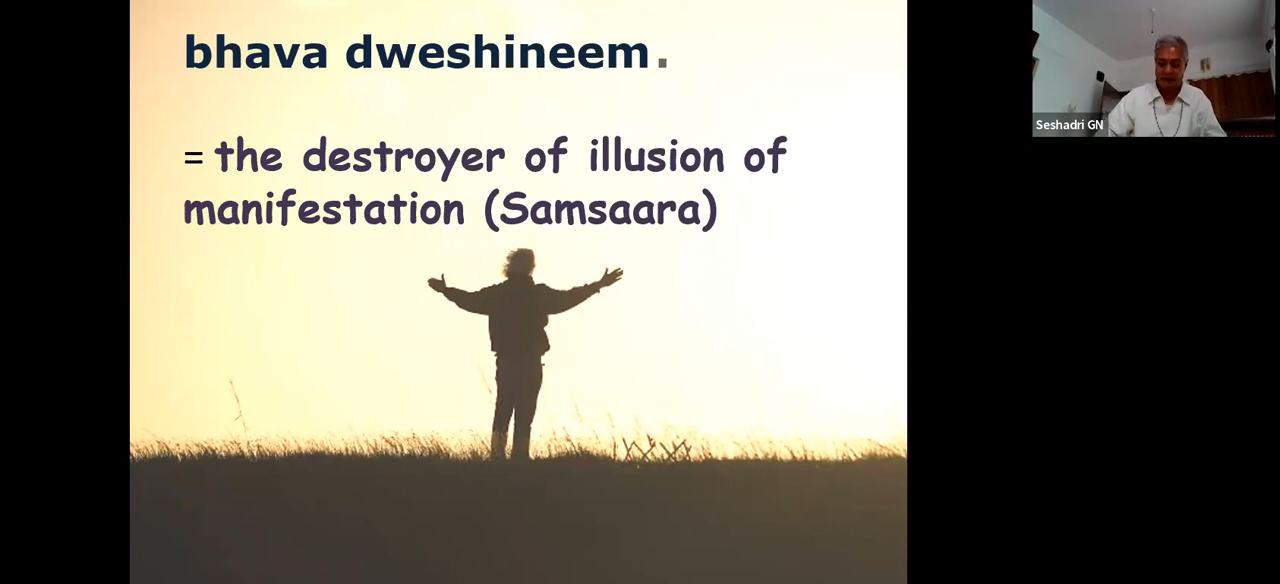 bhava dweshineem.
= the destroyer of illusion of
manifestation (Samsaara)
Seshadri GN